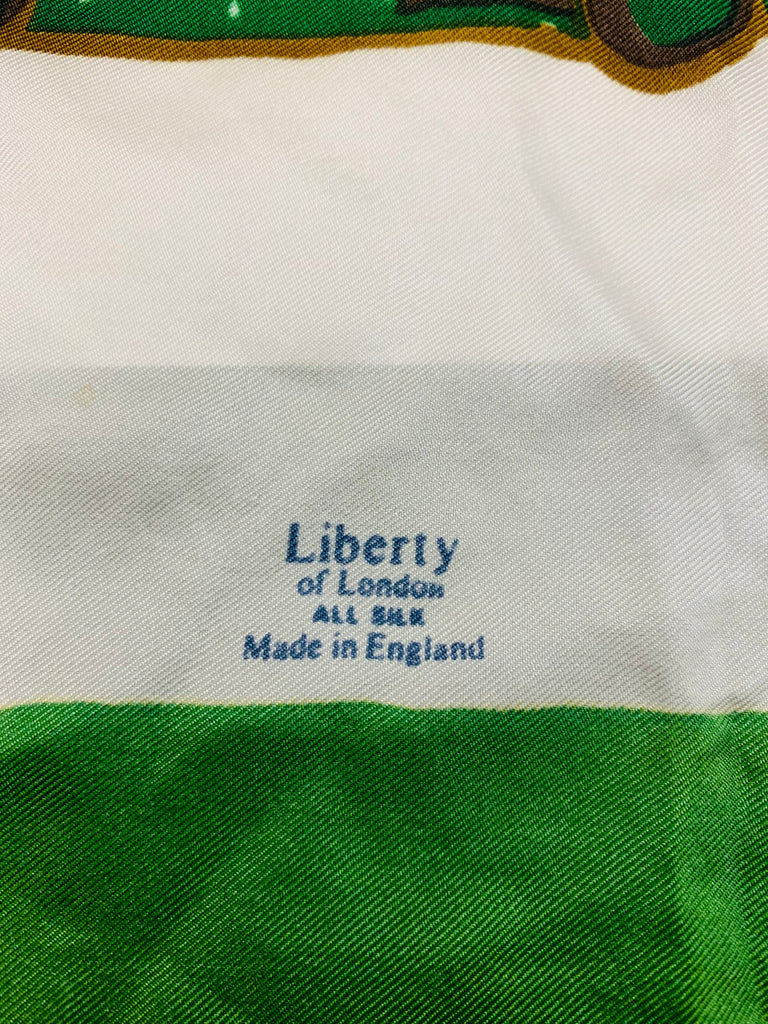 Liberty
of London
ALL SILK
Made in England